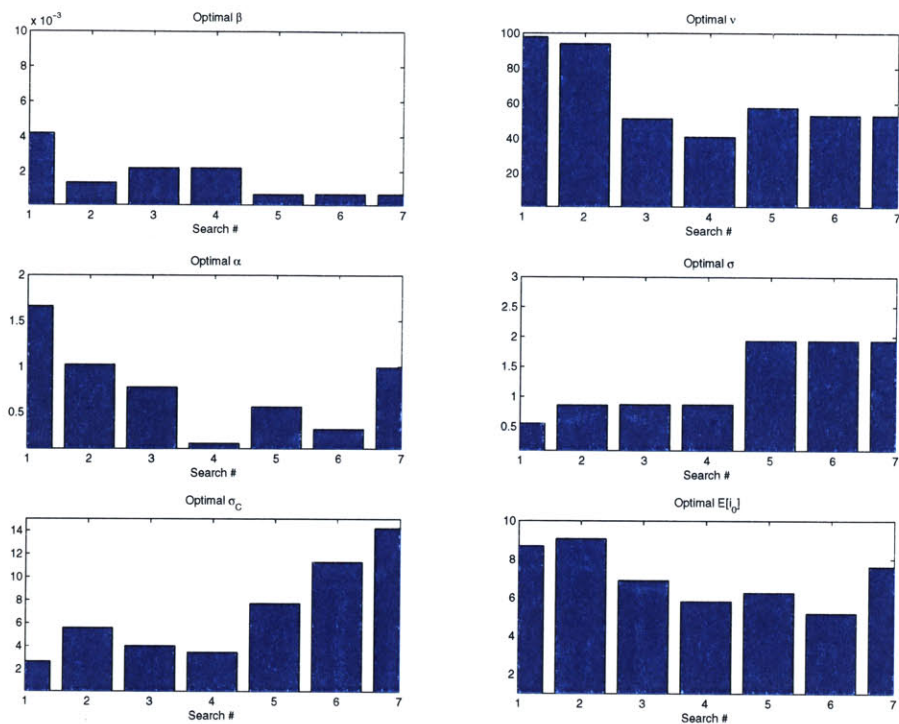 Optimal β
x 10⁻³
10
8
6
4
2
1 2 3 4 5 6 7
Search #
Optimal ν
100
80
60
40
20
1 2 3 4 5 6 7
Search #
Optimal α
2
1.5
1
0.5
1 2 3 4 5 6 7
Search #
Optimal σ
3
2.5
2
1.5
1
0.5
1 2 3 4 5 6 7
Search #
Optimal σ_C
14
12
10
8
6
4
2
1 2 3 4 5 6 7
Search #
Optimal E[i₀]
10
8
6
4
2
1 2 3 4 5 6 7
Search #